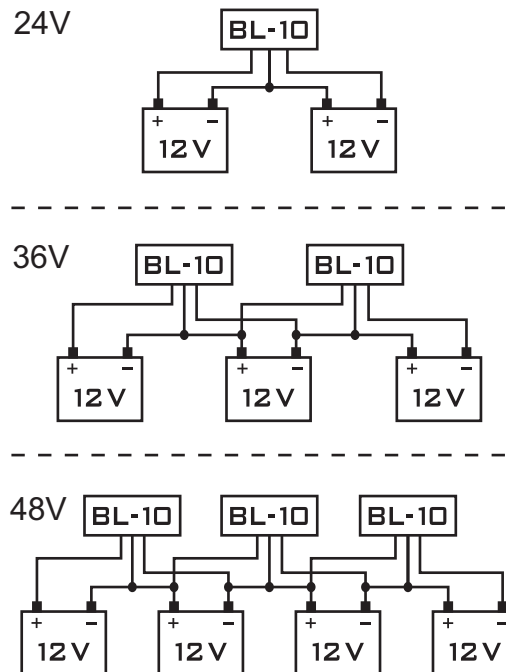 24V
BL-10
+ − + −
12V 12V
36V
BL-10 BL-10
+ − + − + −
12V 12V 12V
48V
BL-10 BL-10 BL-10
+ − + − + − + −
12V 12V 12V 12V